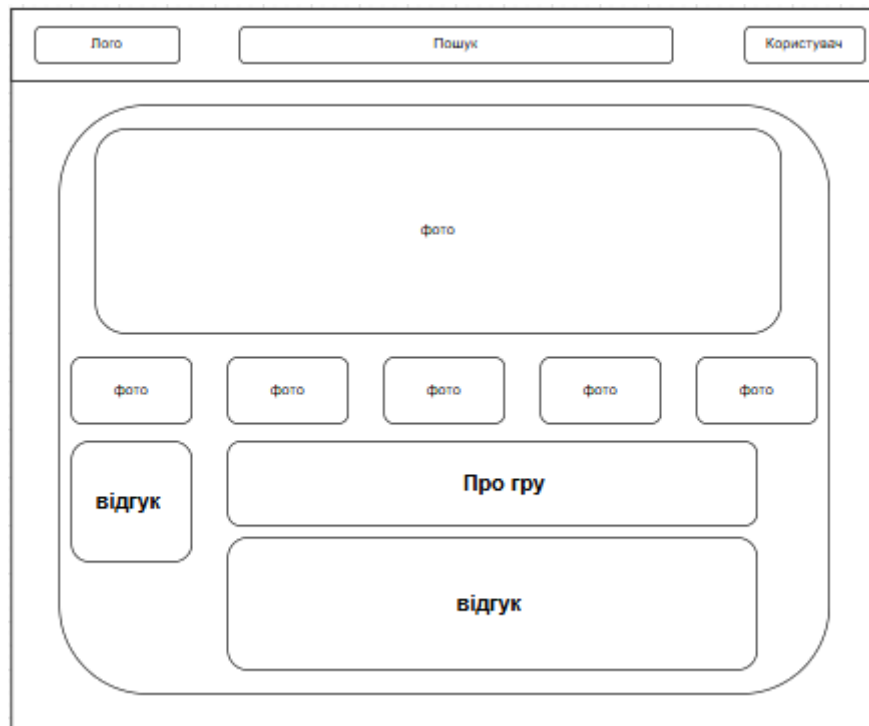 Лого
Пошук
Користувач
фото
фото
фото
фото
фото
фото
відгук
Про гру
відгук